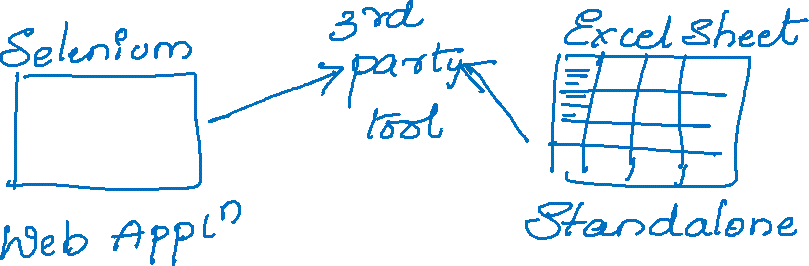 Selenium
3rd
party
tool
Excel Sheet
Web Appln
Standalone